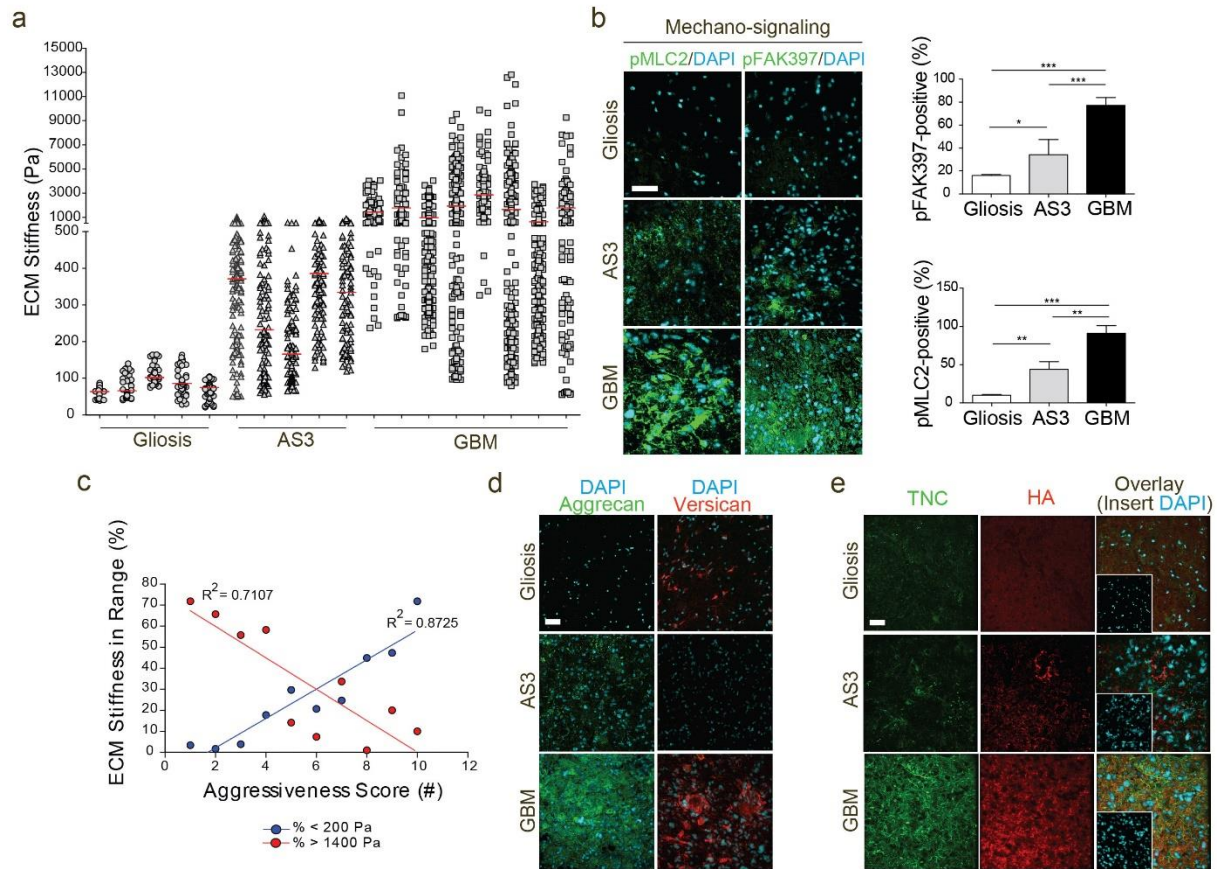 a
ECM Stiffness (Pa)
15000
13000
11000
9000
7000
5000
3000
1000
500
400
300
200
100
0
Gliosis
AS3
GBM
b
Mechano-signaling
pMLC2/DAPI
pFAK397/DAPI
Gliosis
AS3
GBM
pFAK397-positive (%)
100
80
60
40
20
0
***
***
*
Gliosis AS3 GBM
pMLC2-positive (%)
150
100
50
0
***
**
**
Gliosis AS3 GBM
c
ECM Stiffness in Range (%)
80
70
60
50
40
30
20
10
0
R2 = 0.7107
R2 = 0.8725
0 2 4 6 8 10 12
Aggressiveness Score (#)
% < 200 Pa
% > 1400 Pa
d
DAPI
Aggrecan
DAPI
Versican
Gliosis
AS3
GBM
e
TNC
HA
Overlay
(Insert DAPI)
Gliosis
AS3
GBM